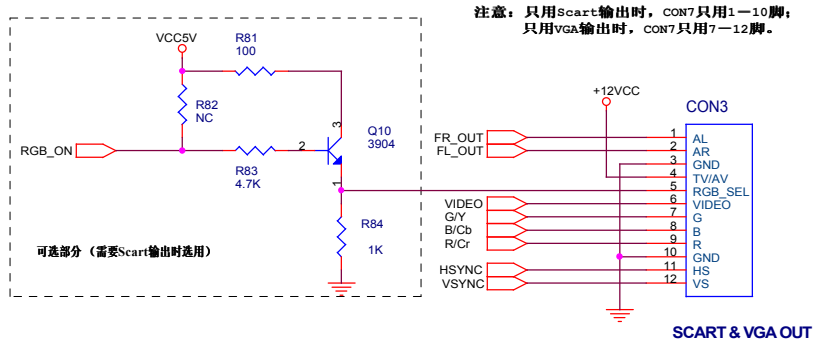 注意：只用Scart输出时，CON7只用1一10脚；
只用VGA输出时，CON7只用7一12脚。
VCC5V
R81
100
R82
NC
RGB_ON
R83
4.7K
3
2
1
Q10
3904
R84
1K
可选部分（需要Scart输出时选用）
+12VCC
CON3
FR_OUT 1 AL
FL_OUT 2 AR
3 GND
4 TV/AV
5 RGB_SEL
VIDEO 6 VIDEO
G/Y 7 G
B/Cb 8 B
R/Cr 9 R
10 GND
HSYNC 11 HS
VSYNC 12 VS
SCART & VGA OUT